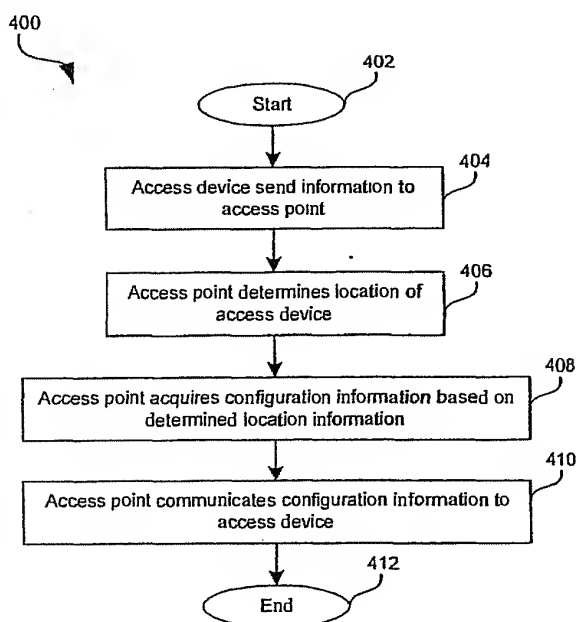 400
402
Start
404
Access device send information to
access point
406
Access point determines location of
access device
408
Access point acquires configuration information based on
determined location information
410
Access point communicates configuration information to
access device
412
End